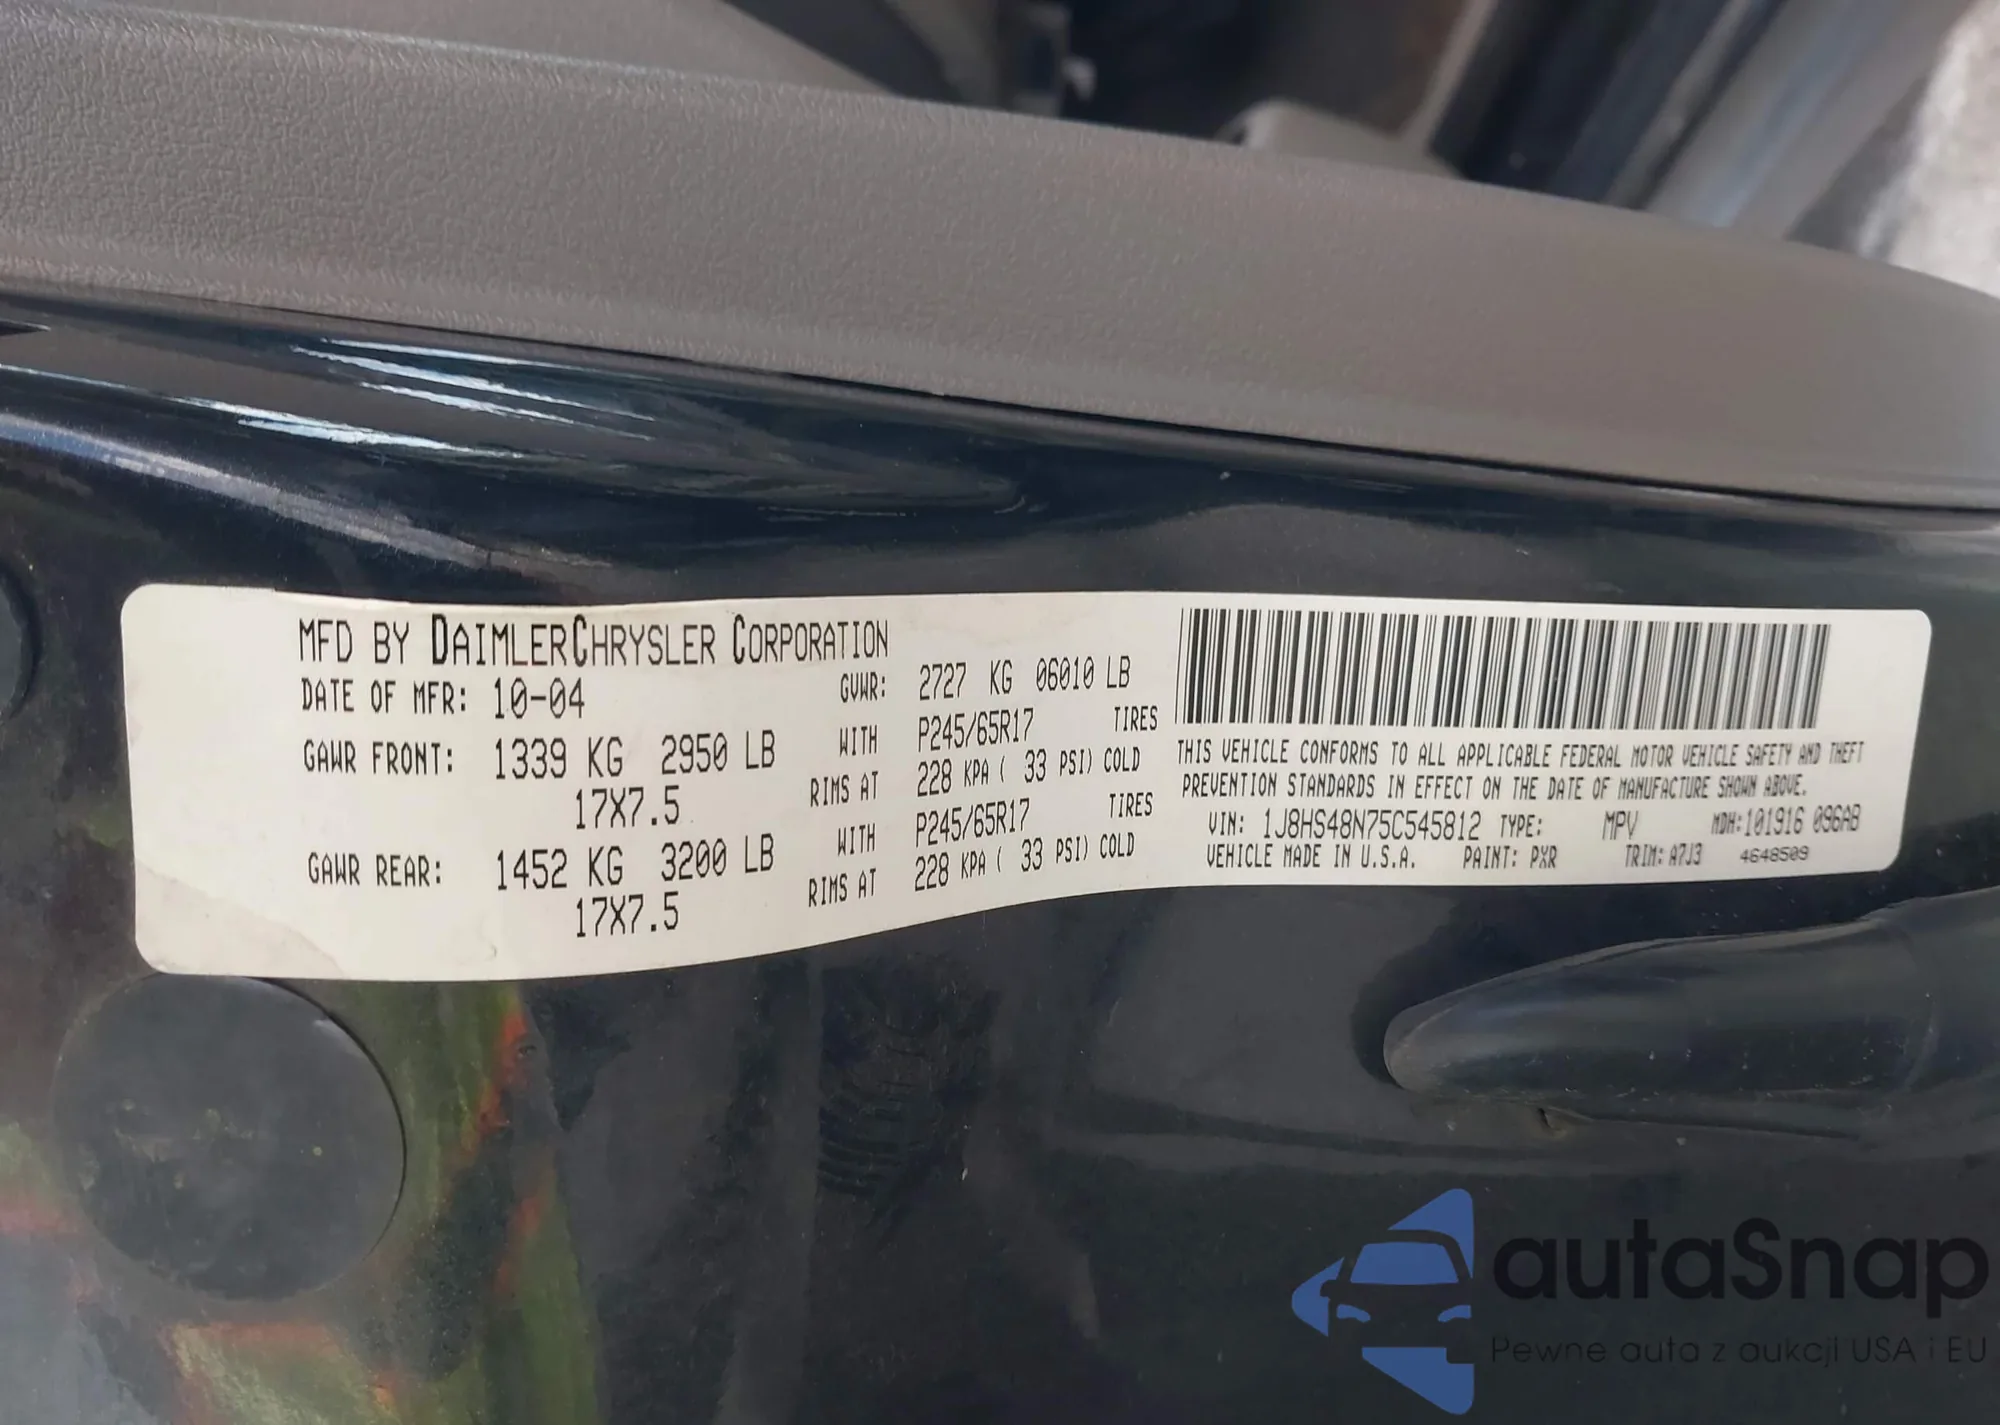 MFD BY DAIMLERCHRYSLER CORPORATION
DATE OF MFR: 10-04 GVWR: 2727 KG 06010 LB
GAWR FRONT: 1339 KG 2950 LB WITH P245/65R17 TIRES
17X7.5 RIMS AT 228 KPA ( 33 PSI) COLD
GAWR REAR: 1452 KG 3200 LB WITH P245/65R17 TIRES
17X7.5 RIMS AT 228 KPA ( 33 PSI) COLD
THIS VEHICLE CONFORMS TO ALL APPLICABLE FEDERAL MOTOR VEHICLE SAFETY AND THEFT
PREVENTION STANDARDS IN EFFECT ON THE DATE OF MANUFACTURE SHOWN ABOVE.
VIN: 1J8HS48N75C545812 TYPE: MPV MDH:101916 096AB
VEHICLE MADE IN U.S.A. PAINT: PXR TRIM: A7J3 4648509
autaSnap
Pewne auta z aukcji USA i EU